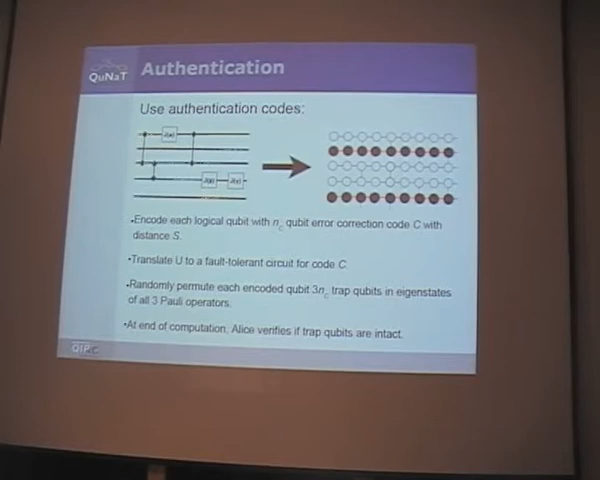 QuNaT
Authentication
Use authentication codes:
•Encode each logical qubit with nc qubit error correction code C with
distance S.
•Translate U to a fault-tolerant circuit for code C.
•Randomly permute each encoded qubit 3nc trap qubits in eigenstates
of all 3 Pauli operators.
•At end of computation, Alice verifies if trap qubits are intact.